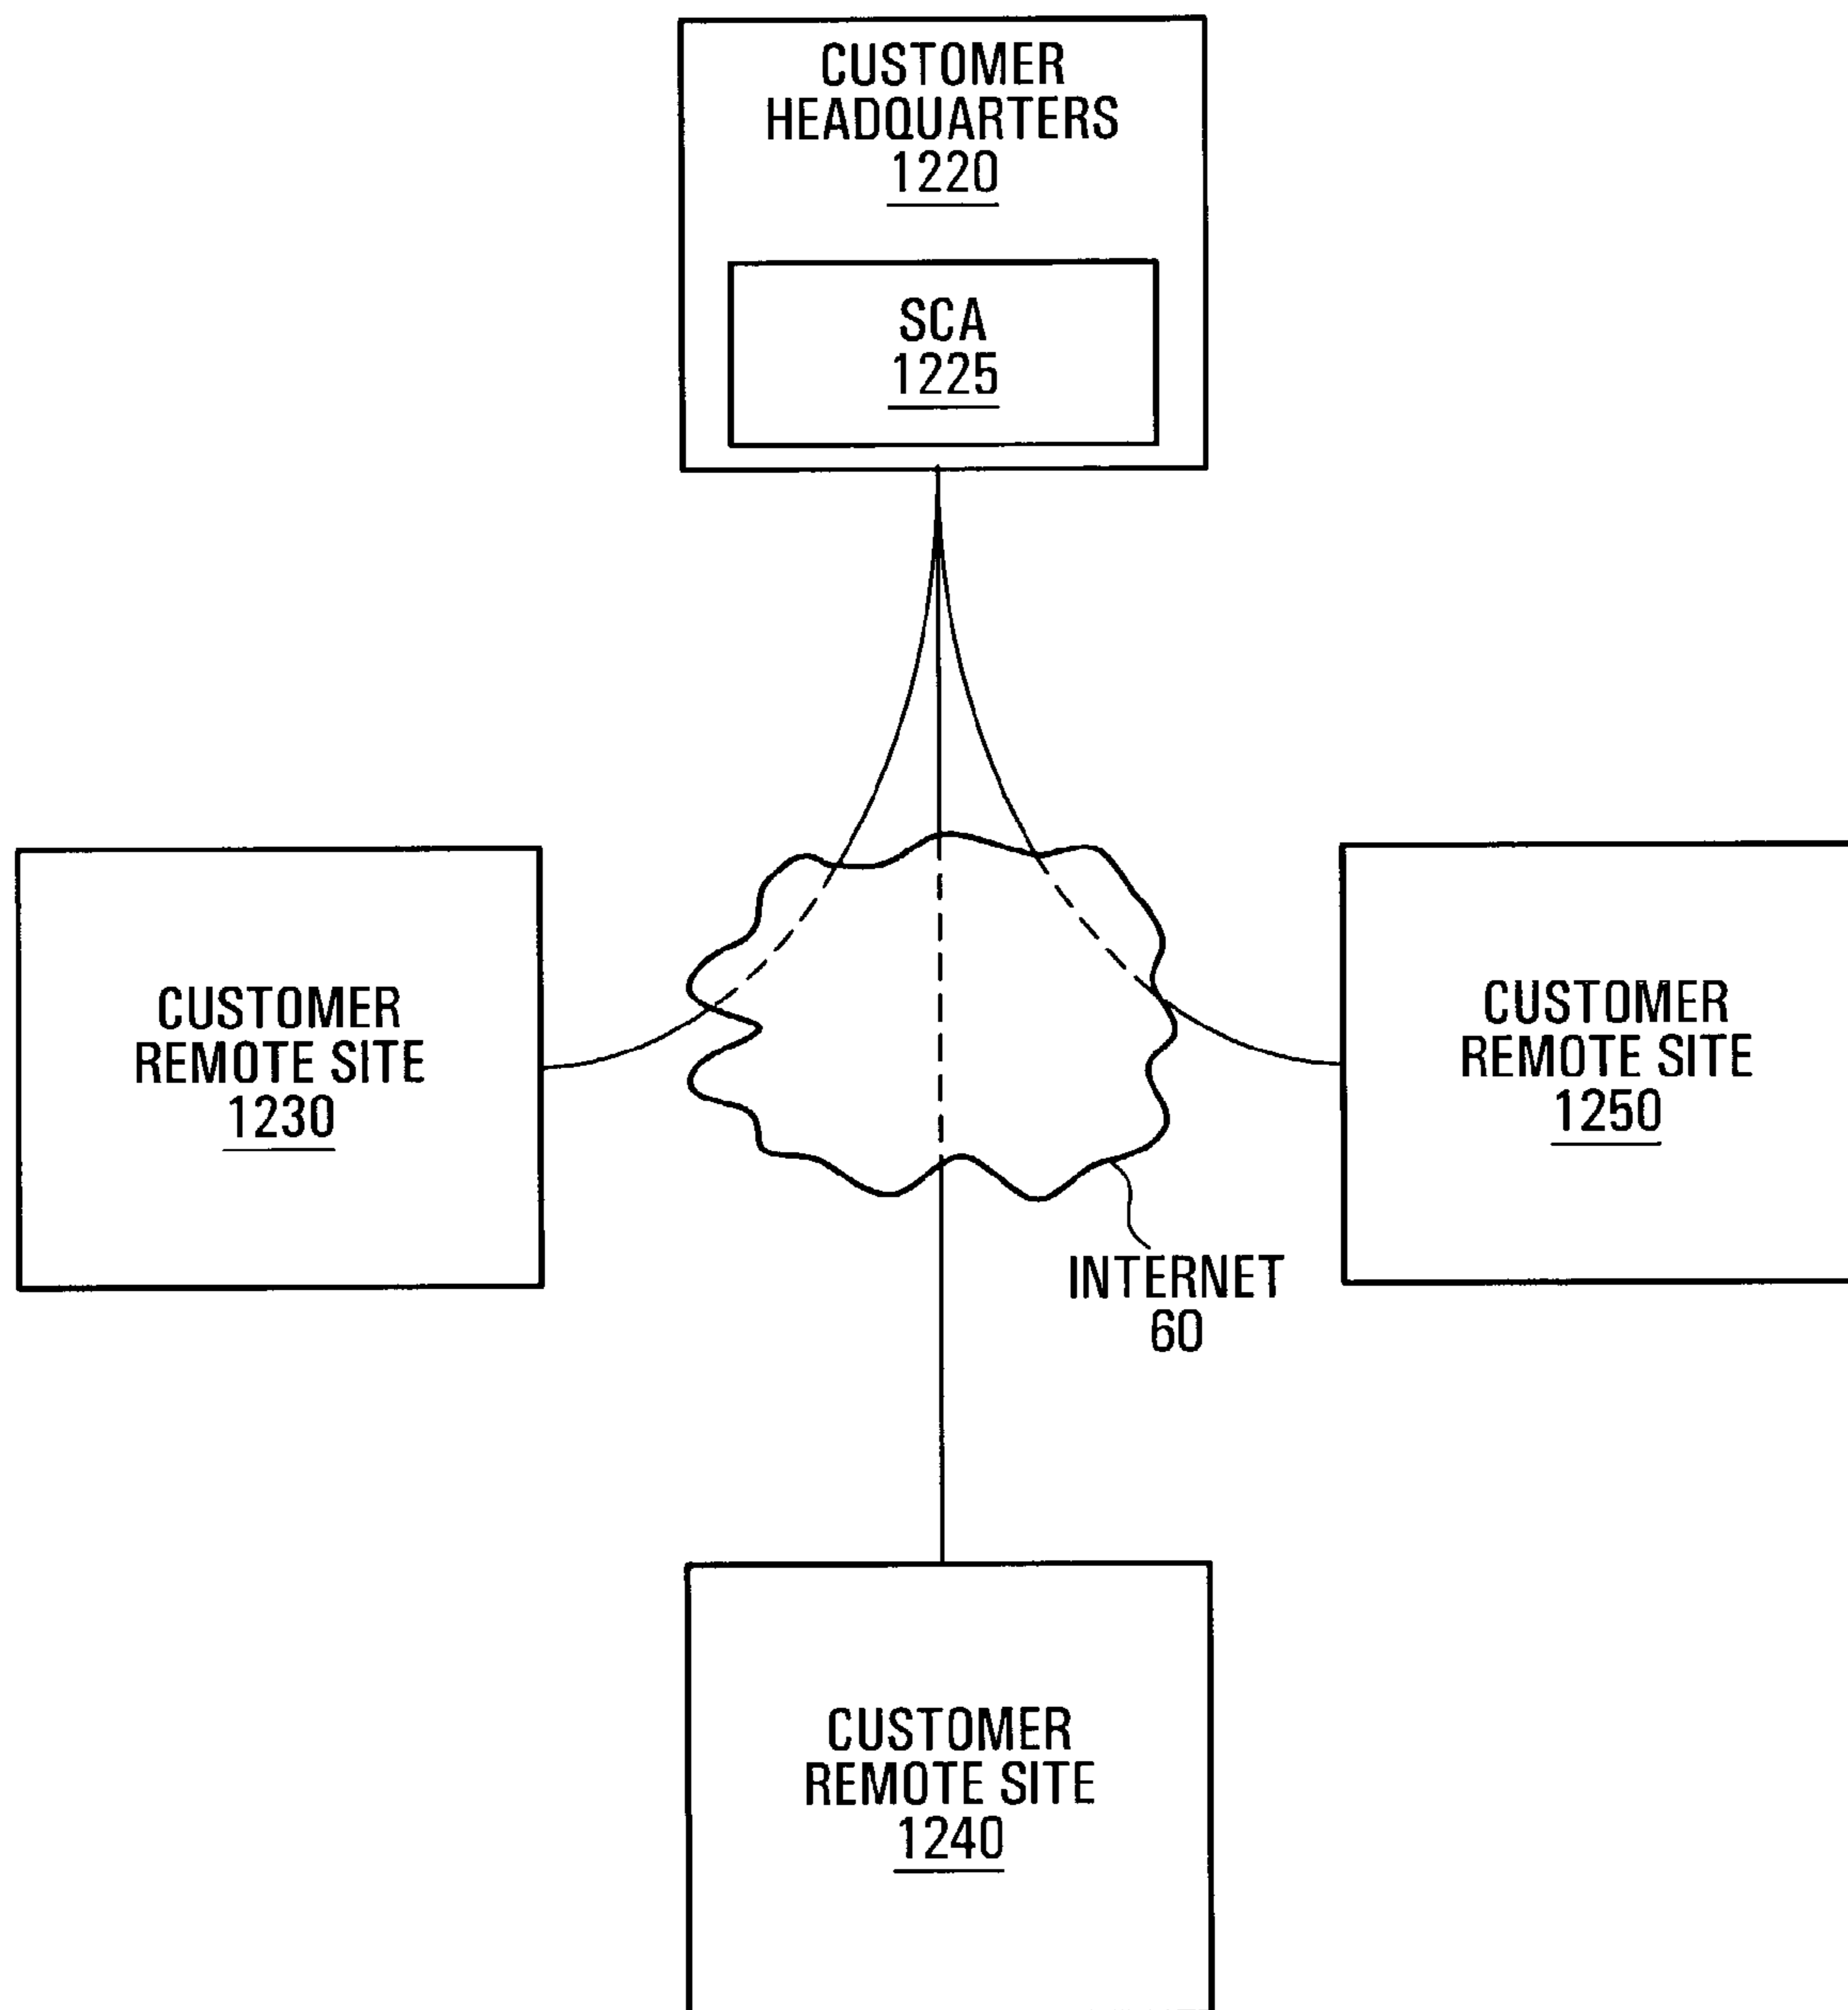 CUSTOMER
HEADQUARTERS
1220
SCA
1225
CUSTOMER
REMOTE SITE
1230
CUSTOMER
REMOTE SITE
1250
INTERNET
60
CUSTOMER
REMOTE SITE
1240